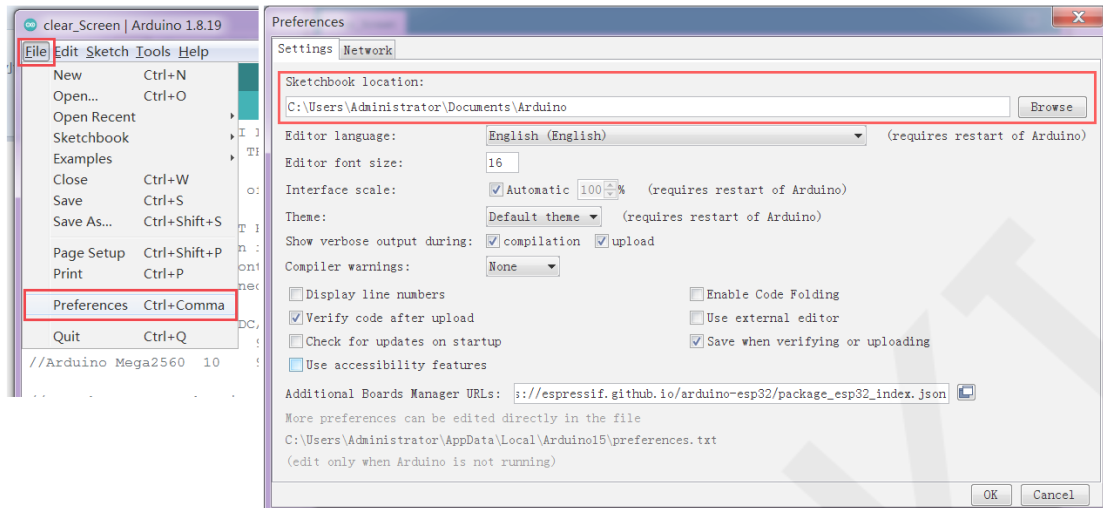 clear_Screen | Arduino 1.8.19
File Edit Sketch Tools Help
New Ctrl+N
Open... Ctrl+O
Open Recent
Sketchbook
Examples
Close Ctrl+W
Save Ctrl+S
Save As... Ctrl+Shift+S
Page Setup Ctrl+Shift+P
Print Ctrl+P
Preferences Ctrl+Comma
Quit Ctrl+Q
//Arduino Mega2560 10
Preferences
Settings Network
Sketchbook location:
C:\Users\Administrator\Documents\Arduino Browse
Editor language: English (English) (requires restart of Arduino)
Editor font size: 16
Interface scale: Automatic 100% (requires restart of Arduino)
Theme: Default theme (requires restart of Arduino)
Show verbose output during: compilation upload
Compiler warnings: None
Display line numbers Enable Code Folding
Verify code after upload Use external editor
Check for updates on startup Save when verifying or uploading
Use accessibility features
Additional Boards Manager URLs: s://espressif.github.io/arduino-esp32/package_esp32_index.json
More preferences can be edited directly in the file
C:\Users\Administrator\AppData\Local\Arduino15\preferences.txt
(edit only when Arduino is not running)
OK Cancel